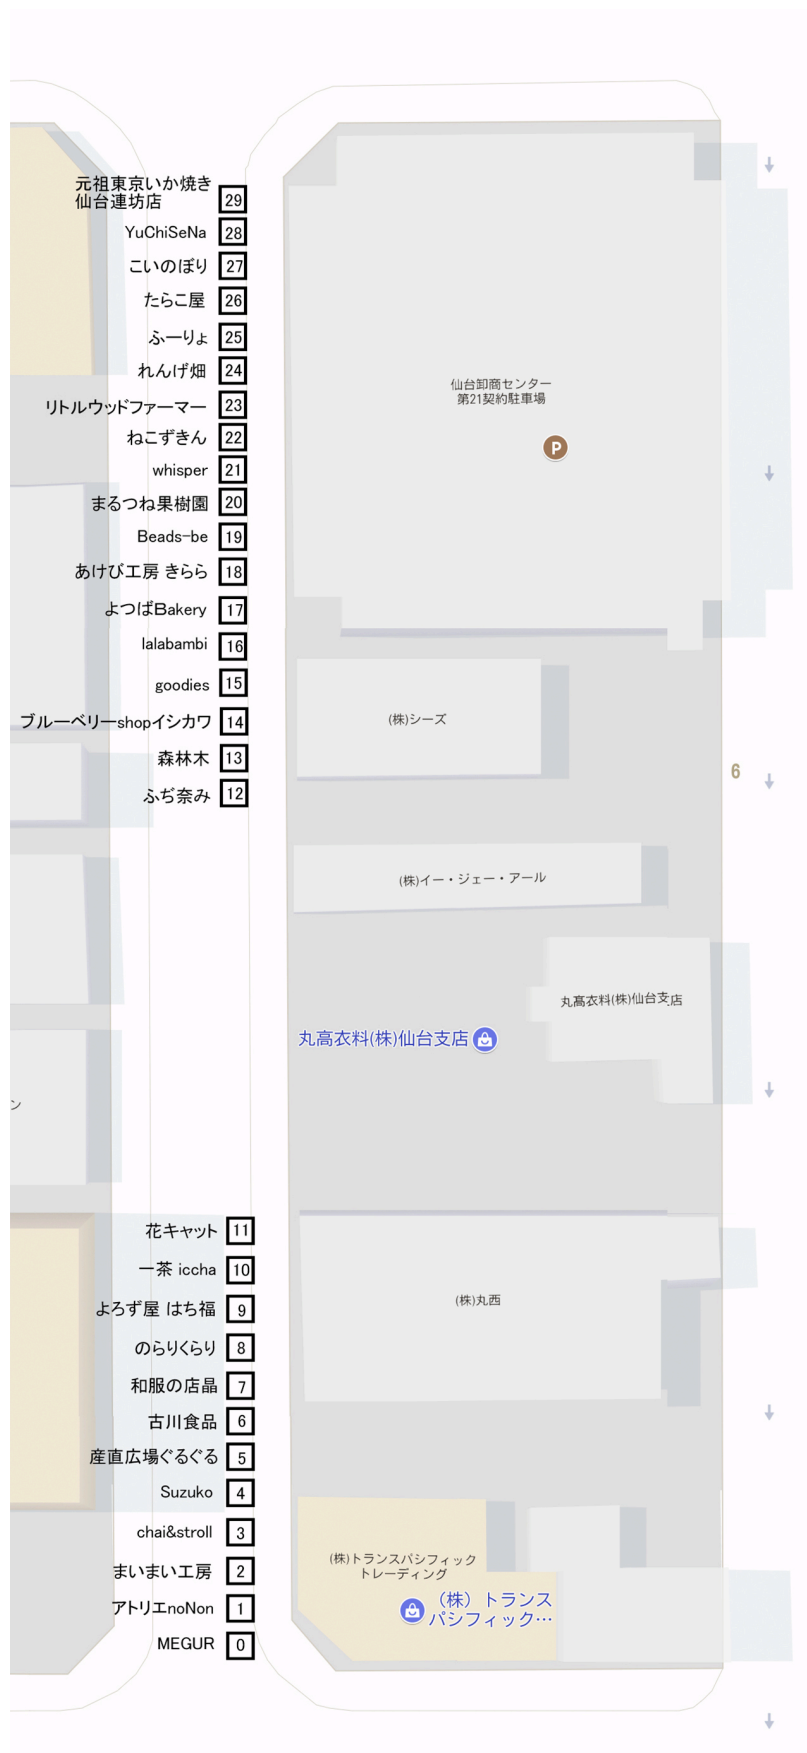 元祖東京いか焼き
仙台連坊店
29
YuChiSeNa 28
こいのぼり 27
たらこ屋 26
ふーりょ 25
れんげ畑 24
仙台卸商センター
第21契約駐車場
P
リトルウッドファーマー 23
ねこずきん 22
whisper 21
まるつね果樹園 20
Beads-be 19
あけび工房 きらら 18
よつばBakery 17
lalabambi 16
goodies 15
ブルーベリーshopイシカワ 14
(株)シーズ
森林木 13
6
ふぢ奈み 12
(株)イー・ジェー・アール
丸髙衣料(株)仙台支店
丸高衣料(株)仙台支店
ン
花キャット 11
一茶 iccha 10
よろず屋 はち福 9
(株)丸西
のらりくらり 8
和服の店晶 7
古川食品 6
産直広場ぐるぐる 5
Suzuko 4
chai&stroll 3
(株)トランスパシフィック
トレーディング
まいまい工房 2
(株)トランス
パシフィック…
アトリエnoNon 1
MEGUR 0